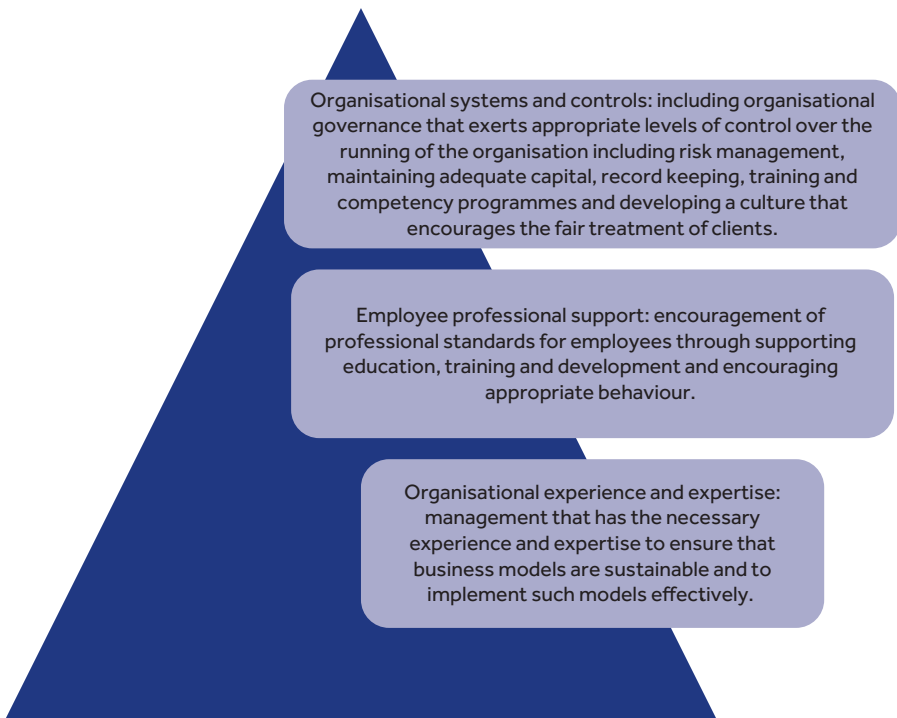 Organisational systems and controls: including organisational
governance that exerts appropriate levels of control over the
running of the organisation including risk management,
maintaining adequate capital, record keeping, training and
competency programmes and developing a culture that
encourages the fair treatment of clients.
Employee professional support: encouragement of
professional standards for employees through supporting
education, training and development and encouraging
appropriate behaviour.
Organisational experience and expertise:
management that has the necessary
experience and expertise to ensure that
business models are sustainable and to
implement such models effectively.